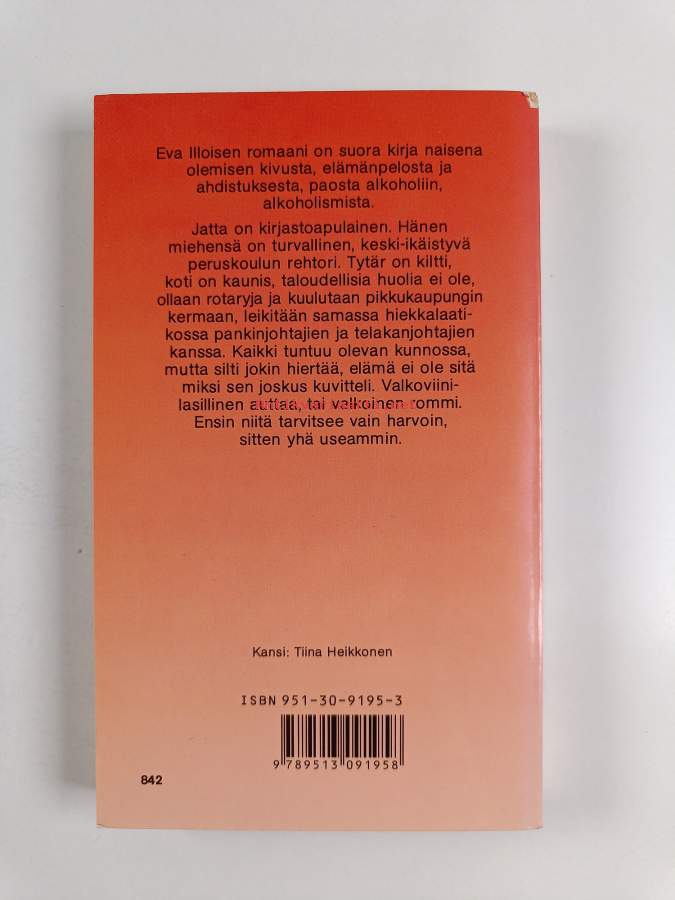 Eva Illoisen romaani on suora kirja naisena
olemisen kivusta, elämänpelosta ja
ahdistuksesta, paosta alkoholiin,
alkoholismista.
Jatta on kirjastoapulainen. Hänen
miehensä on turvallinen, keski-ikäistyvä
peruskoulun rehtori. Tytär on kiltti,
koti on kaunis, taloudellisia huolia ei ole,
ollaan rotaryja ja kuulutaan pikkukaupungin
kermaan, leikitään samassa hiekkalaati-
kossa pankinjohtajien ja telakanjohtajien
kanssa. Kaikki tuntuu olevan kunnossa,
mutta silti jokin hiertää, elämä ei ole sitä
miksi sen joskus kuvitteli. Valkoviini-
lasillinen auttaa, tai valkoinen rommi.
Ensin niitä tarvitsee vain harvoin,
sitten yhä useammin.
Kansi: Tiina Heikkonen
ISBN 951-30-9195-3
9 789513 091958
842